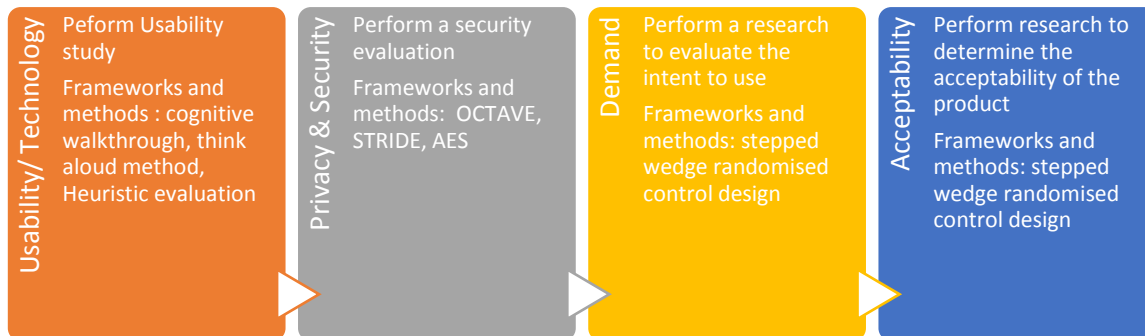 Usability/ Technology
Peform Usability
study
Frameworks and
methods : cognitive
walkthrough, think
aloud method,
Heuristic evaluation
Privacy & Security
Perform a security
evaluation
Frameworks and
methods:  OCTAVE,
STRIDE, AES
Demand
Perform a research
to evaluate the
intent to use
Frameworks and
methods: stepped
wedge randomised
control design
Acceptability
Perform research to
determine the
acceptability of the
product
Frameworks and
methods: stepped
wedge randomised
control design